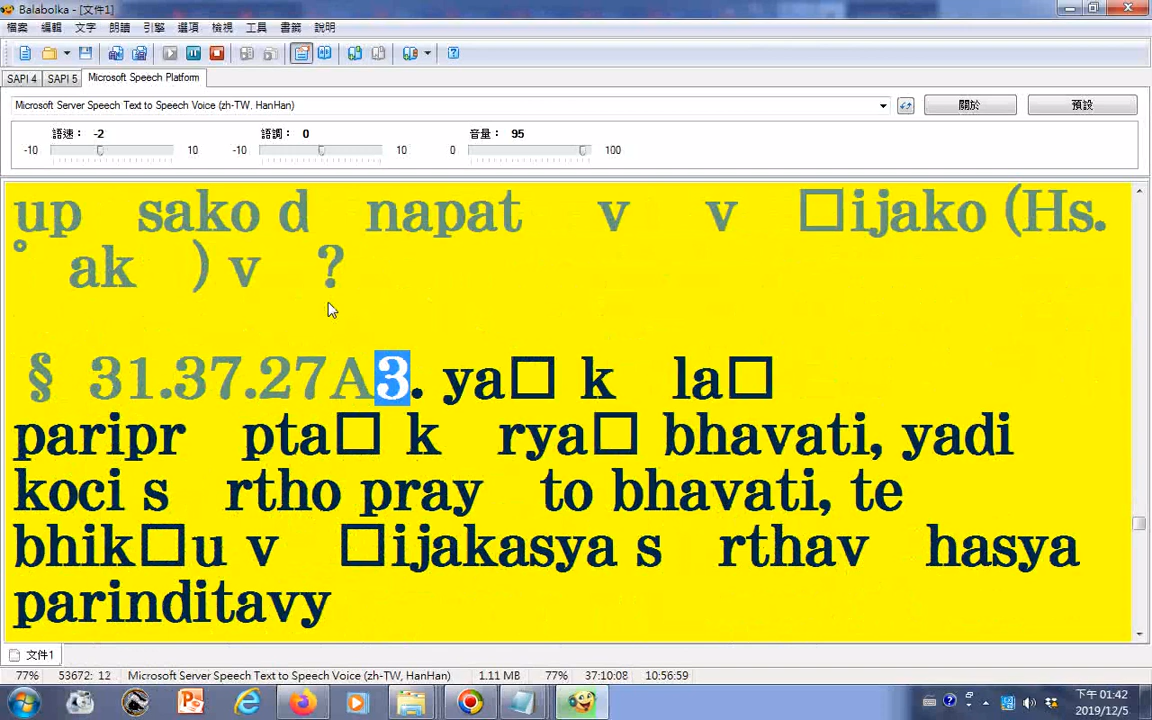 Balabolka - [文件1]
檔案 編輯 文字 朗讀 引擎 選項 檢視 工具 書籤 說明
SAPI 4 SAPI 5 Microsoft Speech Platform
Microsoft Server Speech Text to Speech Voice (zh-TW, HanHan) 關於 預設
語速： -2 語調： 0 音量： 95
-10 10 -10 10 0 100
up　sako d　napat　v　v　□ijako (Hs.
°　ak　) v　?
§ 31.37.27A3. ya□ k　la□
paripr　pta□ k　rya□ bhavati, yadi
koci s　rtho pray　to bhavati, te
bhik□u v　□ijakasya s　rthav　hasya
parinditavy
文件1
77% 53672: 12 Microsoft Server Speech Text to Speech Voice (zh-TW, HanHan) 1.11 MB 77% 37:10:08 10:56:59
下午 01:42
2019/12/5